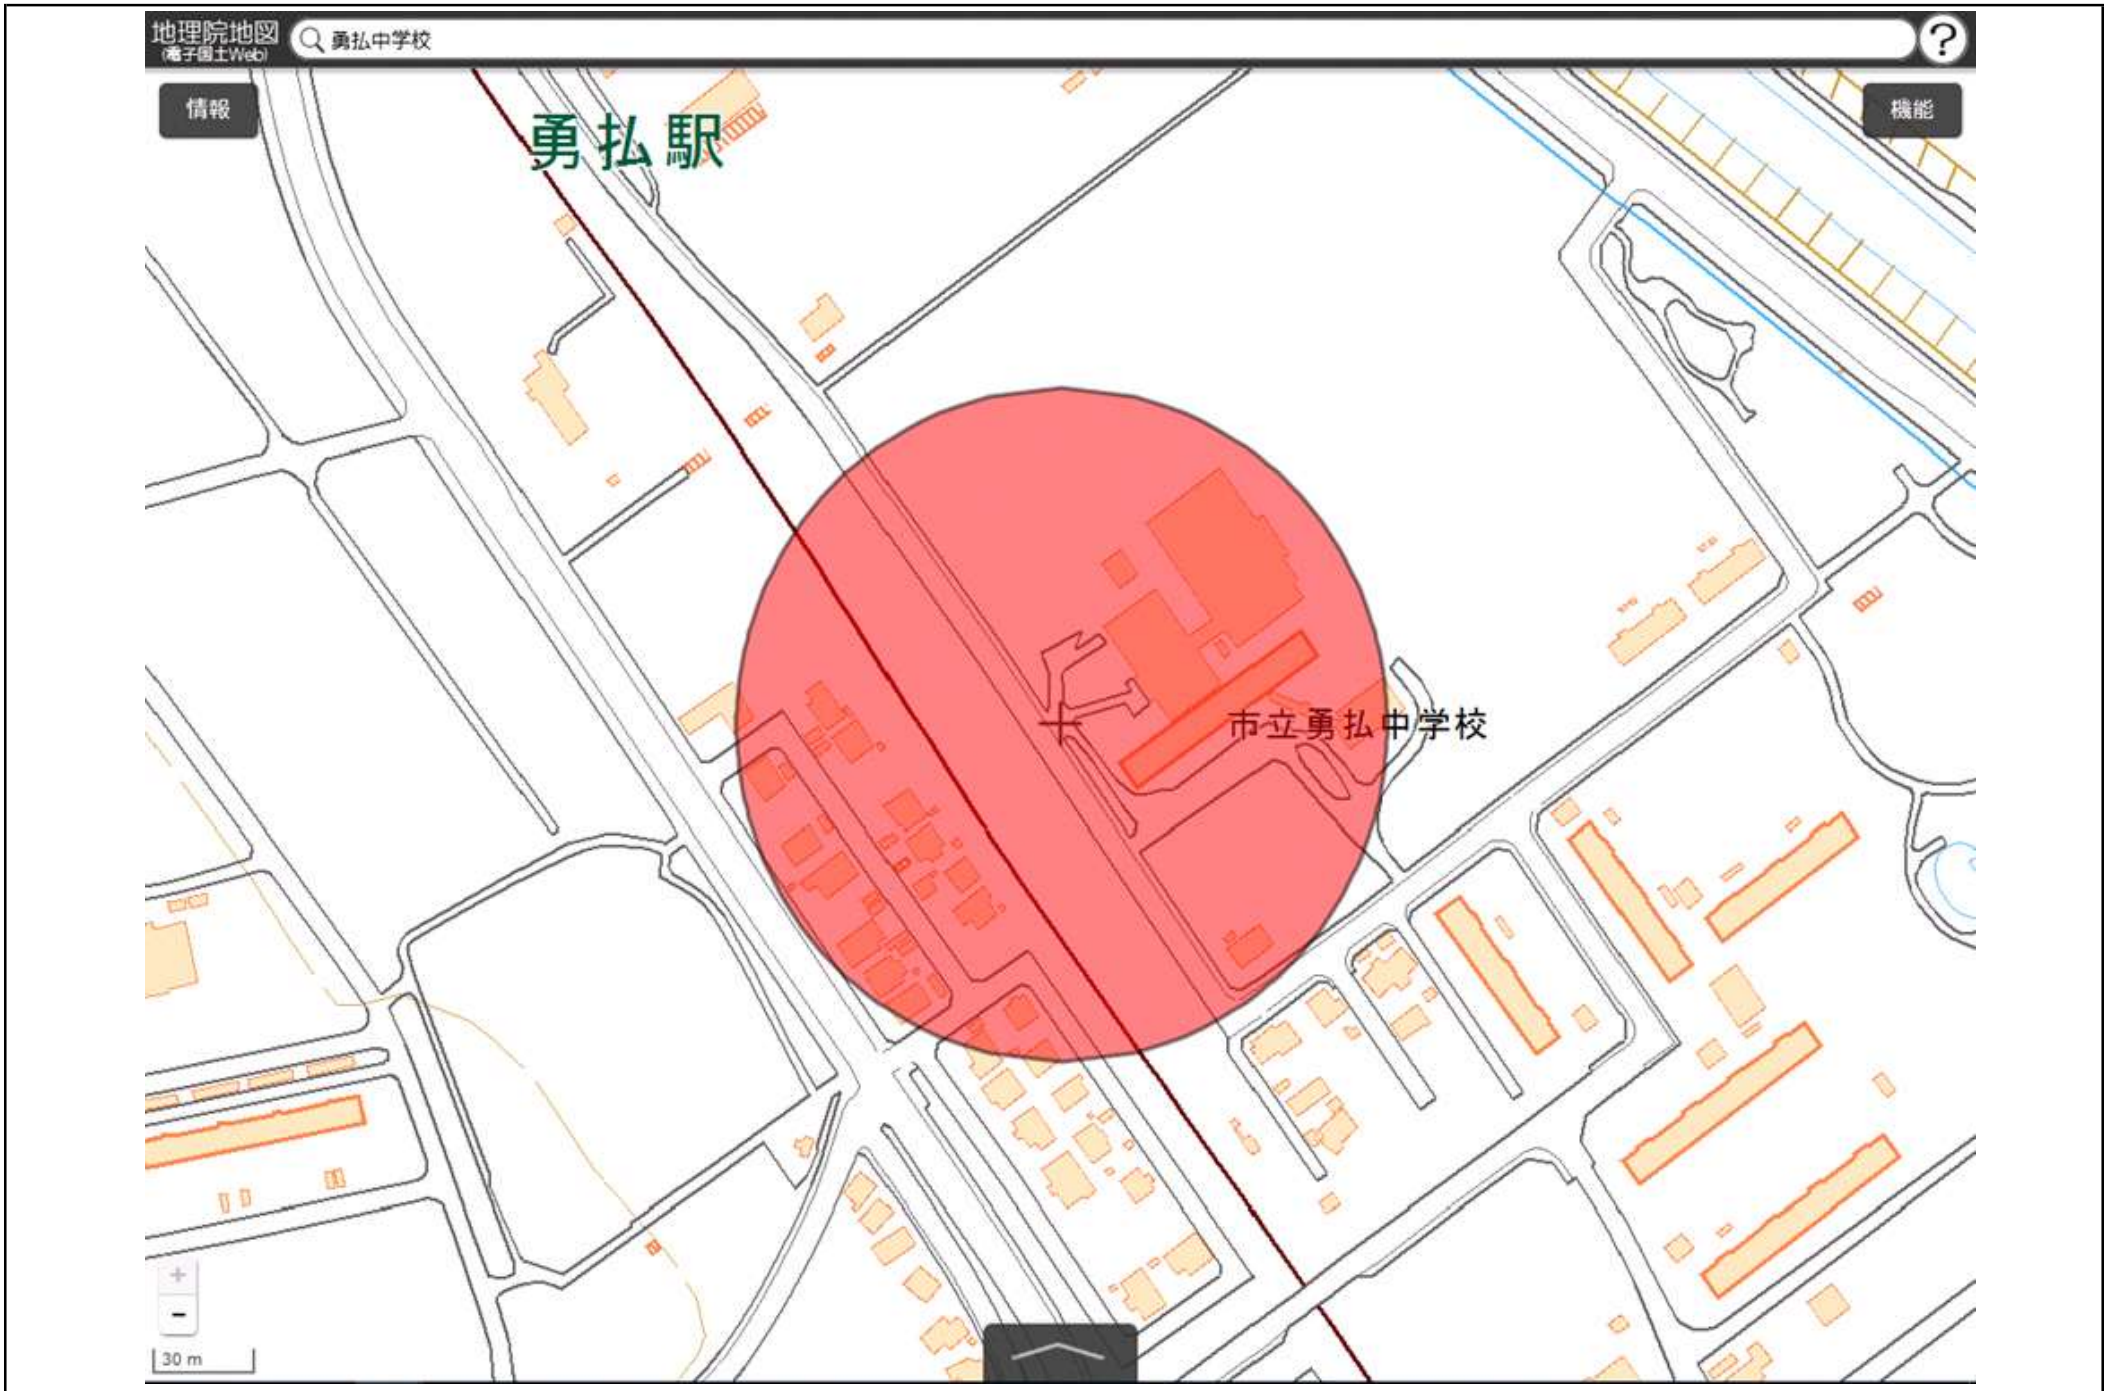 地理院地図
(電子国土Web)
勇払中学校
?
情報
機能
勇払駅
市立勇払中学校
+
-
30 m